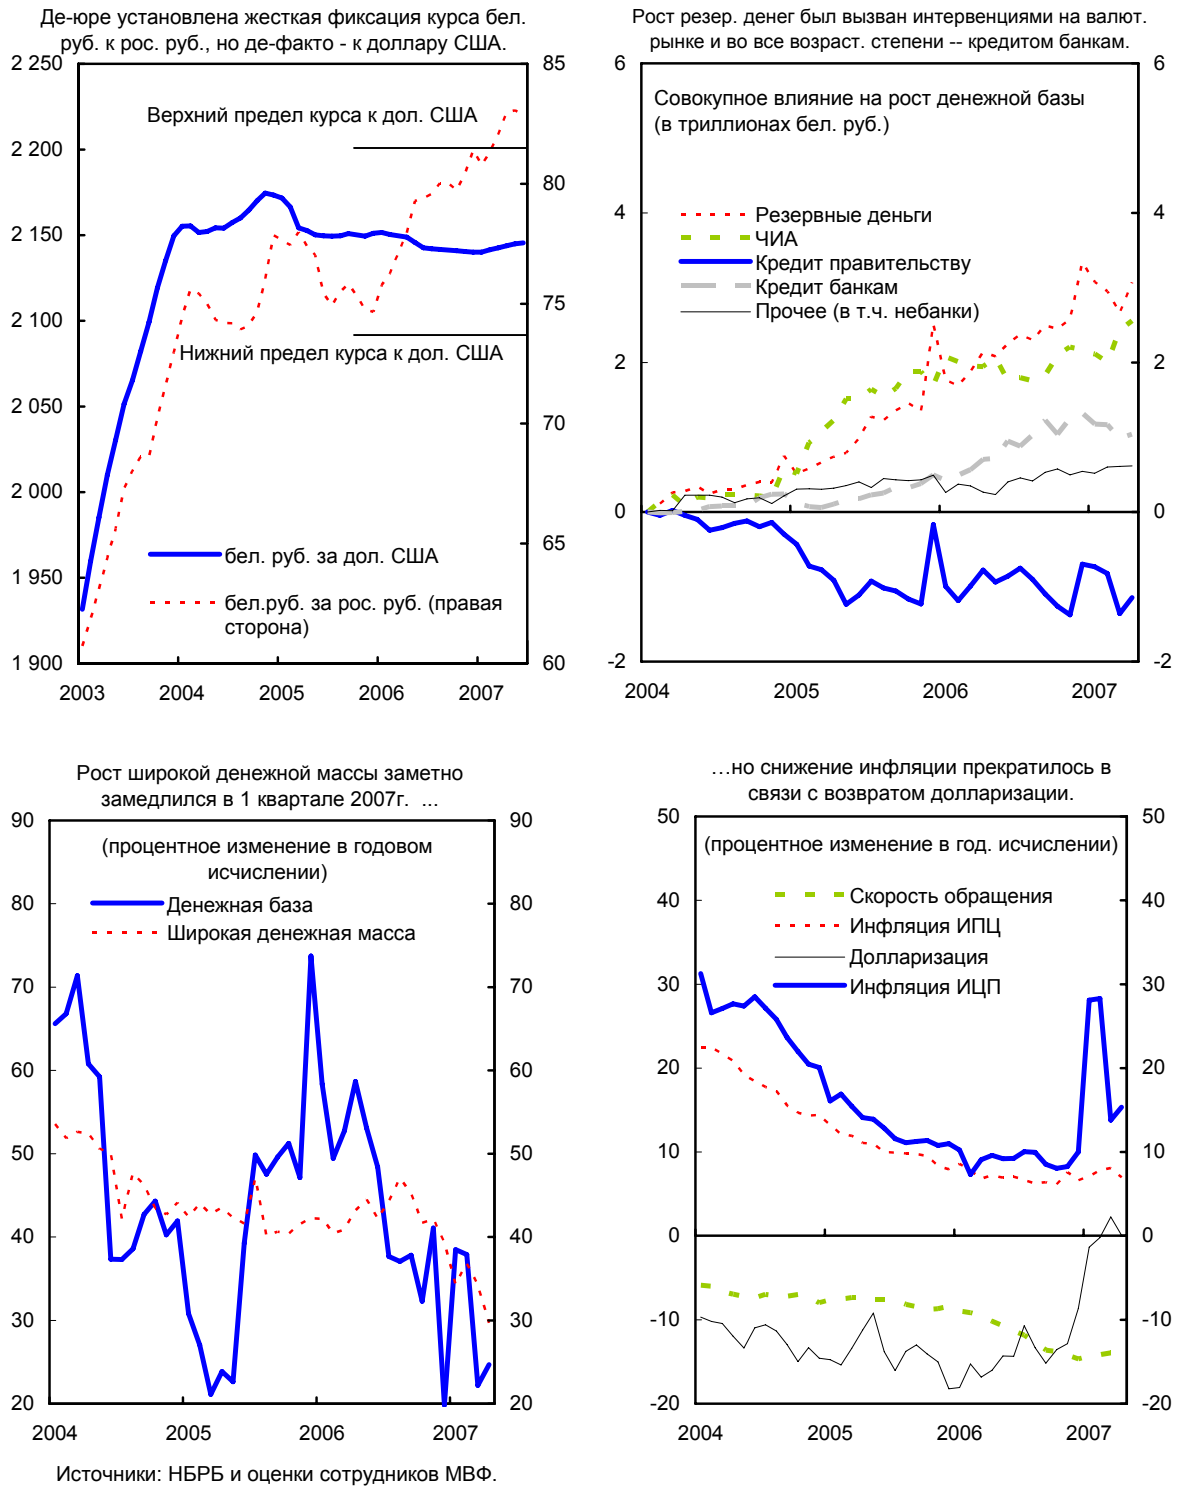 Де-юре установлена жесткая фиксация курса бел.
руб. к рос. руб., но де-факто - к доллару США.
2 250
2 200
2 150
2 100
2 050
2 000
1 950
1 900
85
80
75
70
65
60
Верхний предел курса к дол. США
Нижний предел курса к дол. США
бел. руб. за дол. США
бел.руб. за рос. руб. (правая
сторона)
2003 2004 2005 2006 2007
Рост резер. денег был вызван интервенциями на валют.
рынке и во все возраст. степени -- кредитом банкам.
6
4
2
0
-2
6
4
2
0
-2
Совокупное влияние на рост денежной базы
(в триллионах бел. руб.)
Резервные деньги
ЧИА
Кредит правительству
Кредит банкам
Прочее (в т.ч. небанки)
2004 2005 2006 2007
Рост широкой денежной массы заметно
замедлился в 1 квартале 2007г. ...
90
80
70
60
50
40
30
20
90
80
70
60
50
40
30
20
(процентное изменение в годовом
исчислении)
Денежная база
Широкая денежная масса
2004 2005 2006 2007
…но снижение инфляции прекратилось в
связи с возвратом долларизации.
50
40
30
20
10
0
-10
-20
50
40
30
20
10
0
-10
-20
(процентное изменение в год. исчислении)
Скорость обращения
Инфляция ИПЦ
Долларизация
Инфляция ИЦП
2004 2005 2006 2007
Источники: НБРБ и оценки сотрудников МВФ.